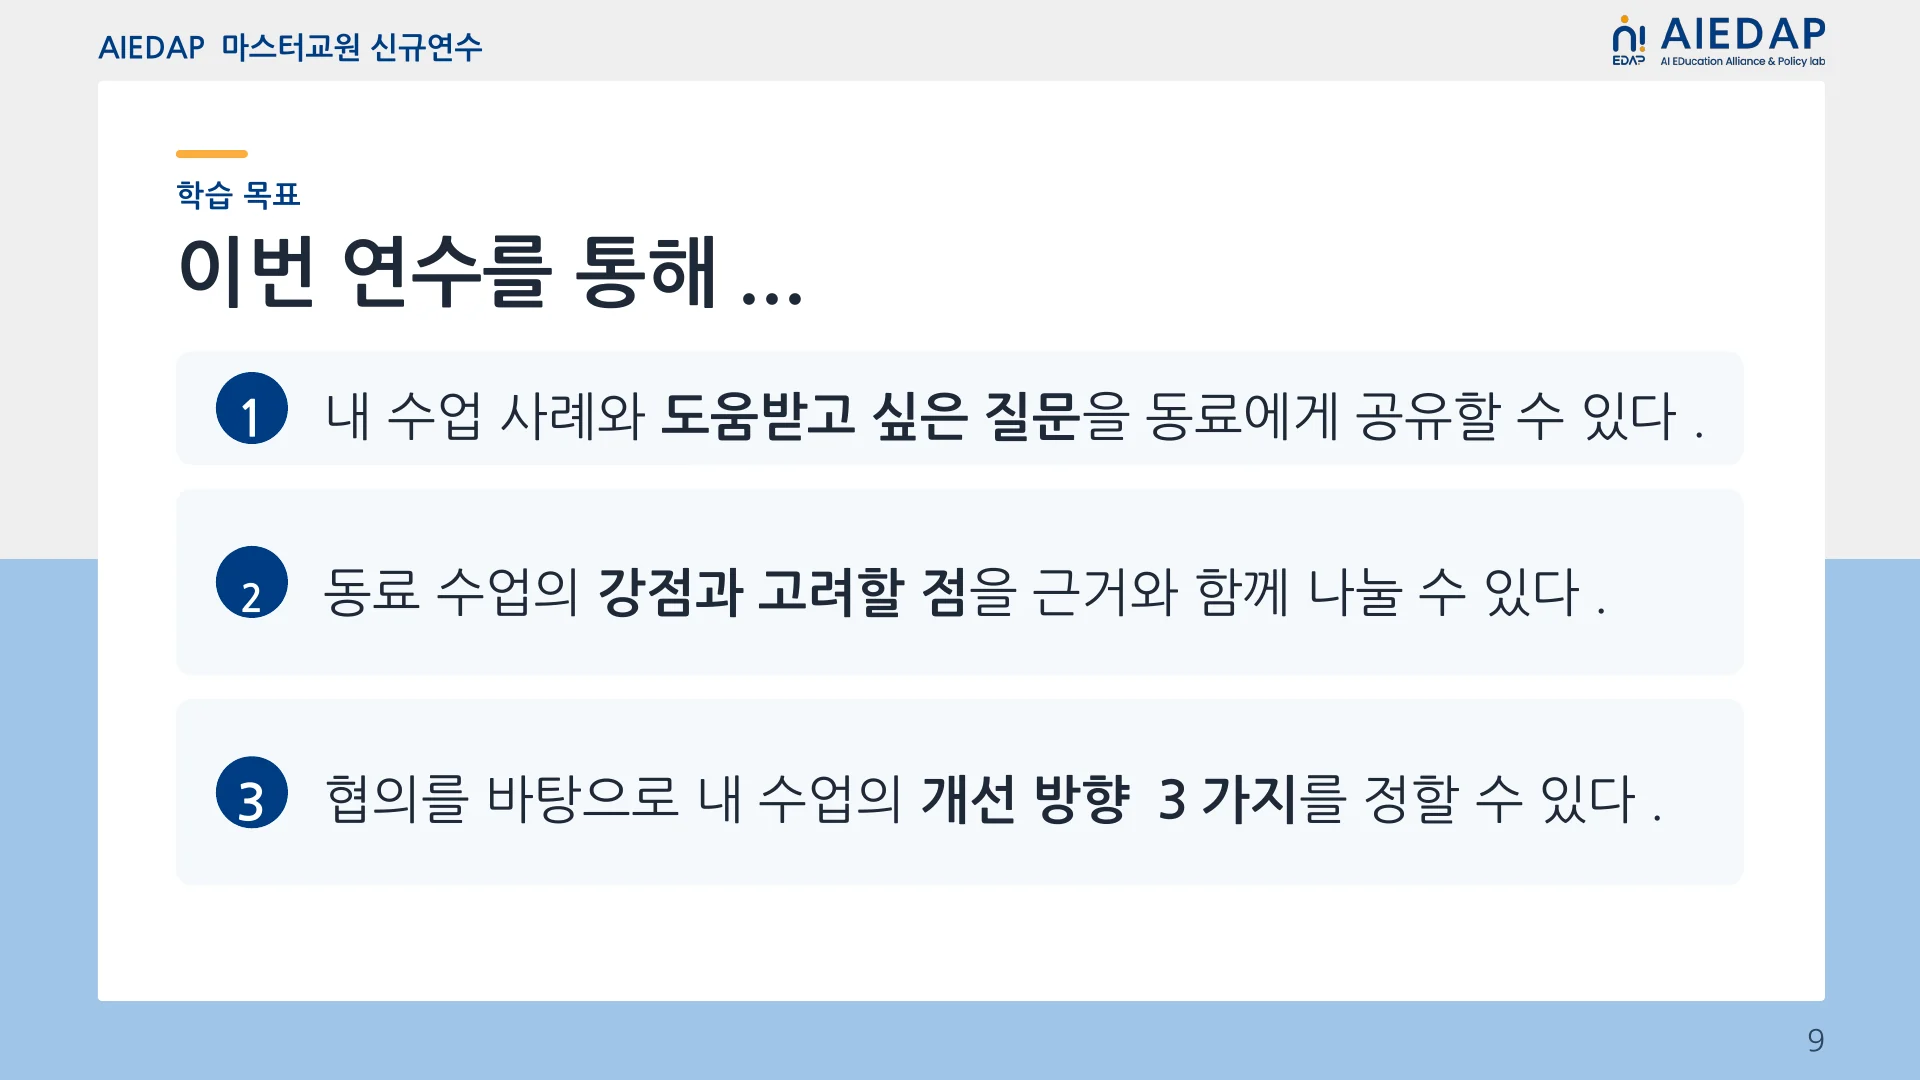 AIEDAP 마스터교원 신규연수
AIEDAP
EDAP
AI EDucation Alliance & Policy lab
학습 목표
이번 연수를 통해 ...
1 내 수업 사례와 도움받고 싶은 질문을 동료에게 공유할 수 있다 .
2 동료 수업의 강점과 고려할 점을 근거와 함께 나눌 수 있다 .
3 협의를 바탕으로 내 수업의 개선 방향 3 가지를 정할 수 있다 .
9